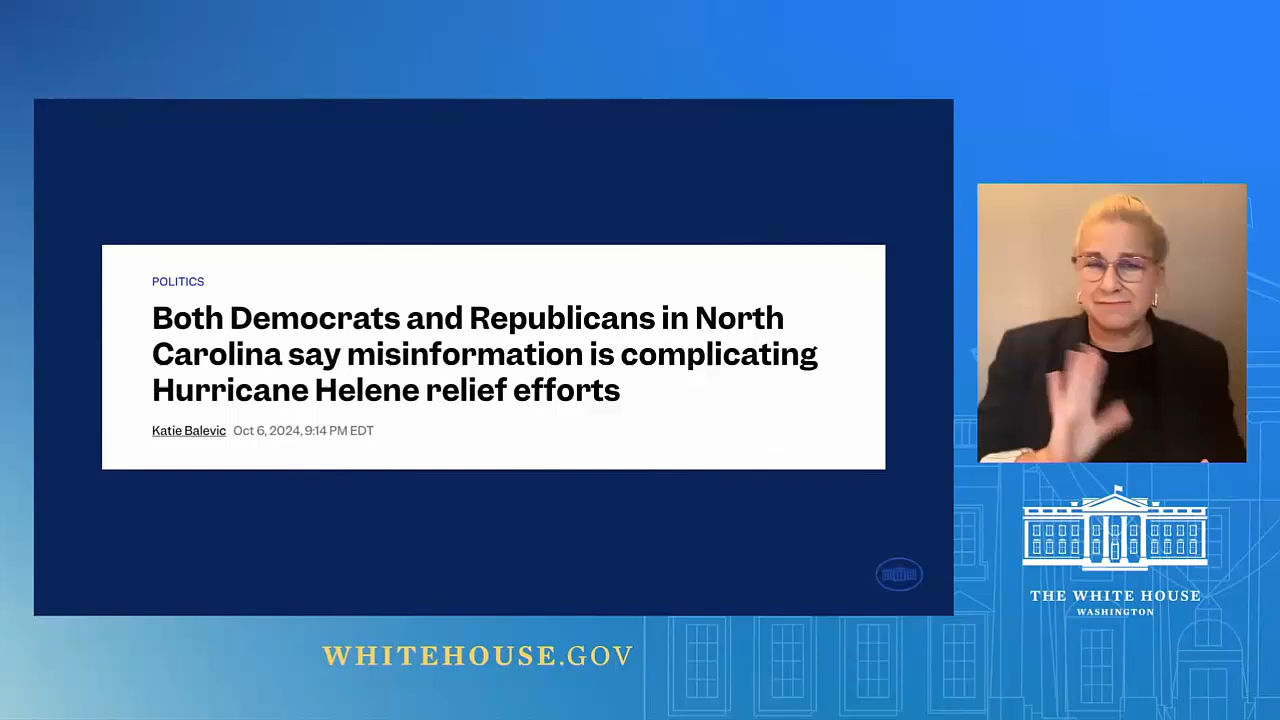 POLITICS
Both Democrats and Republicans in North
Carolina say misinformation is complicating
Hurricane Helene relief efforts
Katie Balevic Oct 6, 2024, 9:14 PM EDT
THE WHITE HOUSE
WASHINGTON
WHITEHOUSE.GOV